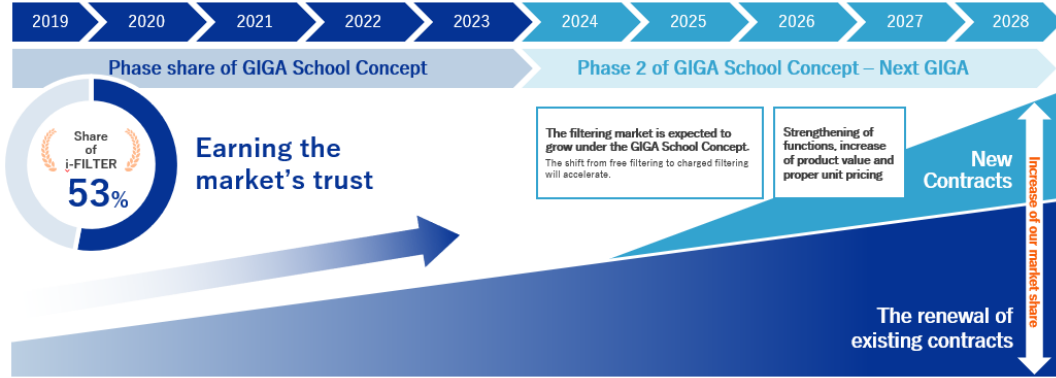 2019 2020 2021 2022 2023 2024 2025 2026 2027 2028
Phase share of GIGA School Concept
Phase 2 of GIGA School Concept – Next GIGA
Share
of
i-FILTER
53%
Earning the
market's trust
The filtering market is expected to
grow under the GIGA School Concept.
The shift from free filtering to charged filtering
will accelerate.
Strengthening of
functions, increase
of product value and
proper unit pricing
New
Contracts
Increase of our market share
The renewal of
existing contracts